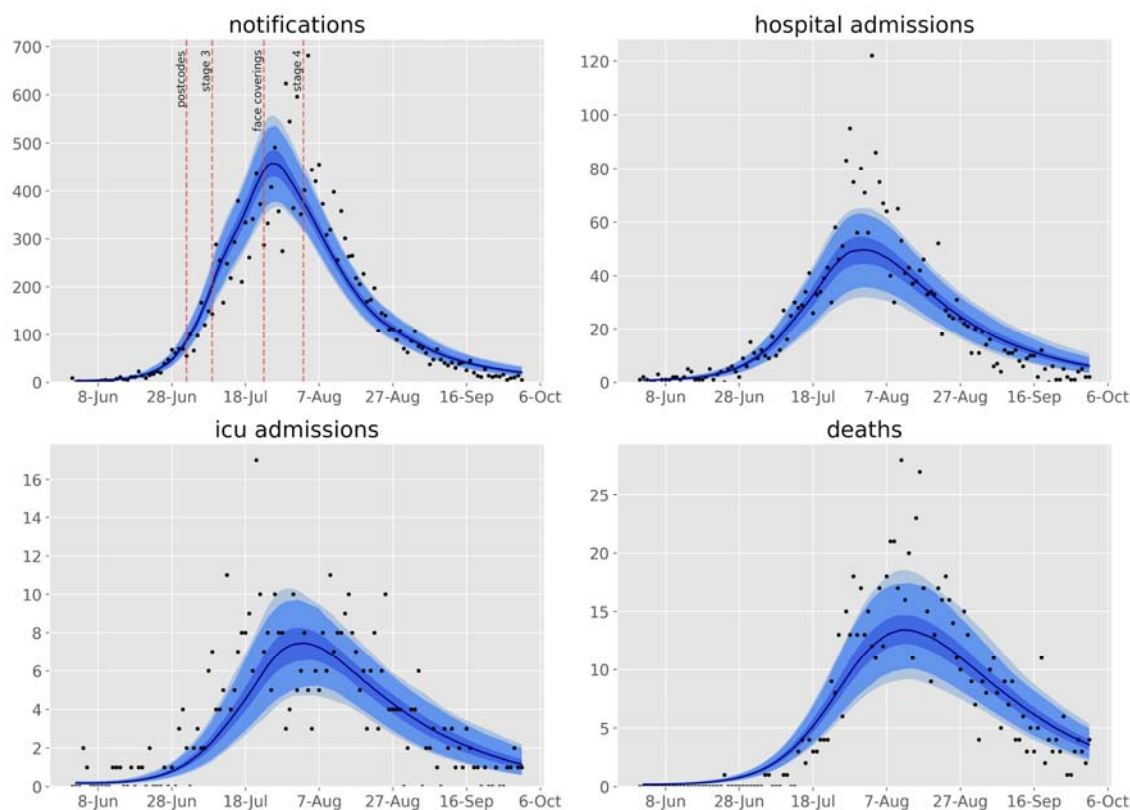 notifications
700
600
500
400
300
200
100
0
postcodes
stage 3
face coverings
stage 4
8-Jun 28-Jun 18-Jul 7-Aug 27-Aug 16-Sep 6-Oct
hospital admissions
120
100
80
60
40
20
0
8-Jun 28-Jun 18-Jul 7-Aug 27-Aug 16-Sep 6-Oct
icu admissions
16
14
12
10
8
6
4
2
0
8-Jun 28-Jun 18-Jul 7-Aug 27-Aug 16-Sep 6-Oct
deaths
25
20
15
10
5
0
8-Jun 28-Jun 18-Jul 7-Aug 27-Aug 16-Sep 6-Oct